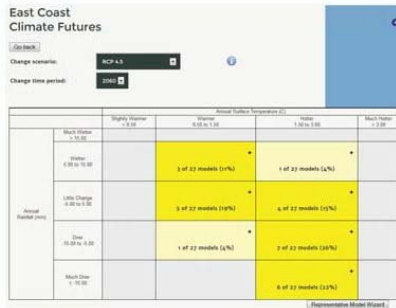 East Coast
Climate Futures
Go back
Change scenario:
RCP 4.5
Change time period:
2060
Annual Surface Temperature (C)
Slightly Warmer
Warmer
Hotter
Much Hotter
Much Wetter
Wetter
3 of 27 models (11%)
1 of 27 models (4%)
Annual
Rainfall (mm)
Little Change
5 of 27 models (19%)
4 of 27 models (15%)
Drier
1 of 27 models (4%)
7 of 27 models (26%)
Much Drier
6 of 27 models (22%)
Representative Model Wizard